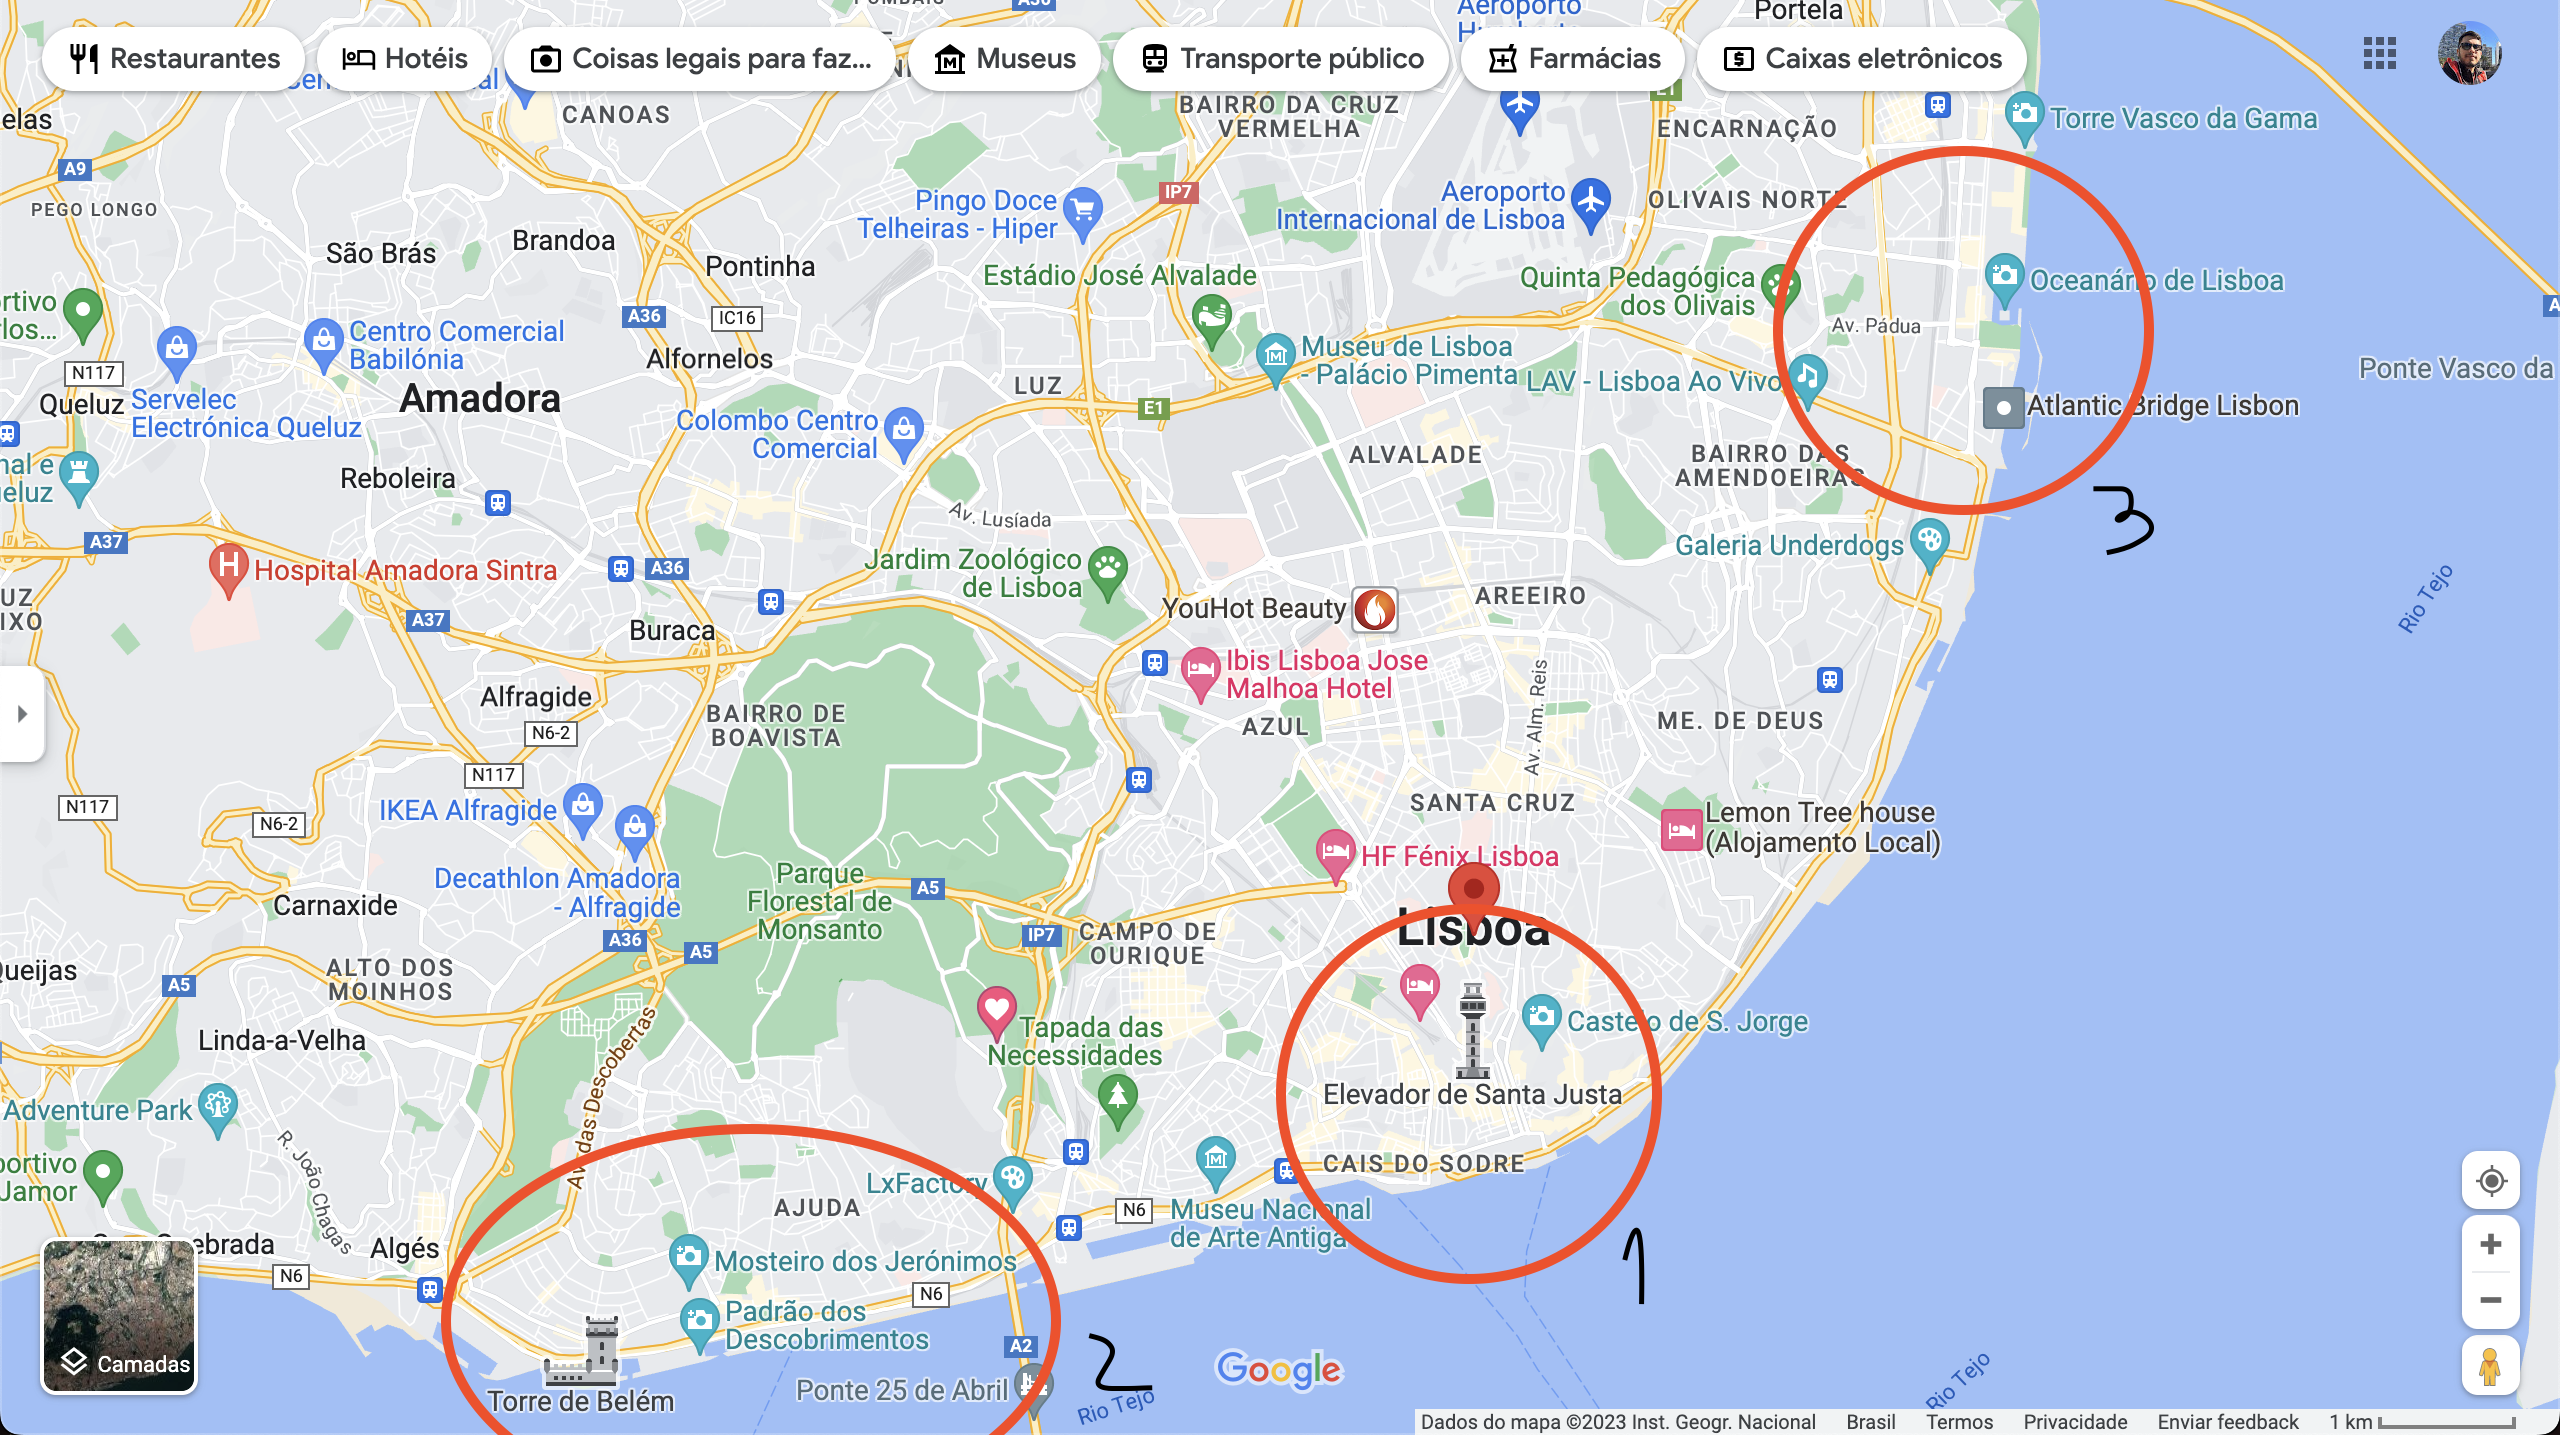 POMBAIS
A36
Aeroporto
Portela
Restaurantes
Hotéis
Coisas legais para faz...
Museus
Transporte público
Farmácias
Caixas eletrônicos
CANOAS
BAIRRO DA CRUZ
VERMELHA
E1
ENCARNAÇÃO
Torre Vasco da Gama
elas
A9
PEGO LONGO
São Brás
Brandoa
Pontinha
Pingo Doce
Telheiras - Hiper
IP7
Aeroporto
Internacional de Lisboa
OLIVAIS NORTE
Estádio José Alvalade
Quinta Pedagógica
dos Olivais
Oceanário de Lisboa
A
rtivo
los...
Centro Comercial
Babilónia
A36
IC16
Alfornelos
Museu de Lisboa
- Palácio Pimenta
Av. Pádua
Ponte Vasco da
N117
Queluz
Servelec
Electrónica Queluz
Amadora
LUZ
E1
LAV - Lisboa Ao Vivo
Atlantic Bridge Lisbon
Colombo Centro
Comercial
ALVALADE
BAIRRO DAS
AMENDOEIRAS
nal e
eluz
Reboleira
Av. Lusíada
3
A37
Hospital Amadora Sintra
A36
Jardim Zoológico
de Lisboa
Galeria Underdogs
UZ
IXO
A37
Buraca
YouHot Beauty
AREEIRO
Rio Tejo
Alfragide
N6-2
BAIRRO DE
BOAVISTA
Ibis Lisboa Jose
Malhoa Hotel
AZUL
Av. Alm. Reis
ME. DE DEUS
N117
N117
N6-2
IKEA Alfragide
SANTA CRUZ
Lemon Tree house
(Alojamento Local)
Decathlon Amadora
- Alfragide
Parque
Florestal de
Monsanto
A5
HF Fénix Lisboa
Carnaxide
A36
A5
IP7
CAMPO DE
OURIQUE
Lisboa
Queijas
A5
ALTO DOS
MOINHOS
Linda-a-Velha
Av. das Descobertas
Tapada das
Necessidades
Castelo de S. Jorge
Elevador de Santa Justa
Adventure Park
R. João Chagas
portivo
Jamor
LxFactory
AJUDA
N6
Museu Nacional
de Arte Antiga
CAIS DO SODRE
1
ebrada
Algés
N6
Mosteiro dos Jerónimos
N6
Padrão dos
Descobrimentos
A2
2
Camadas
Torre de Belém
Ponte 25 de Abril
Rio Tejo
Google
Rio Tejo
Dados do mapa ©2023 Inst. Geogr. Nacional Brasil Termos Privacidade Enviar feedback 1 km